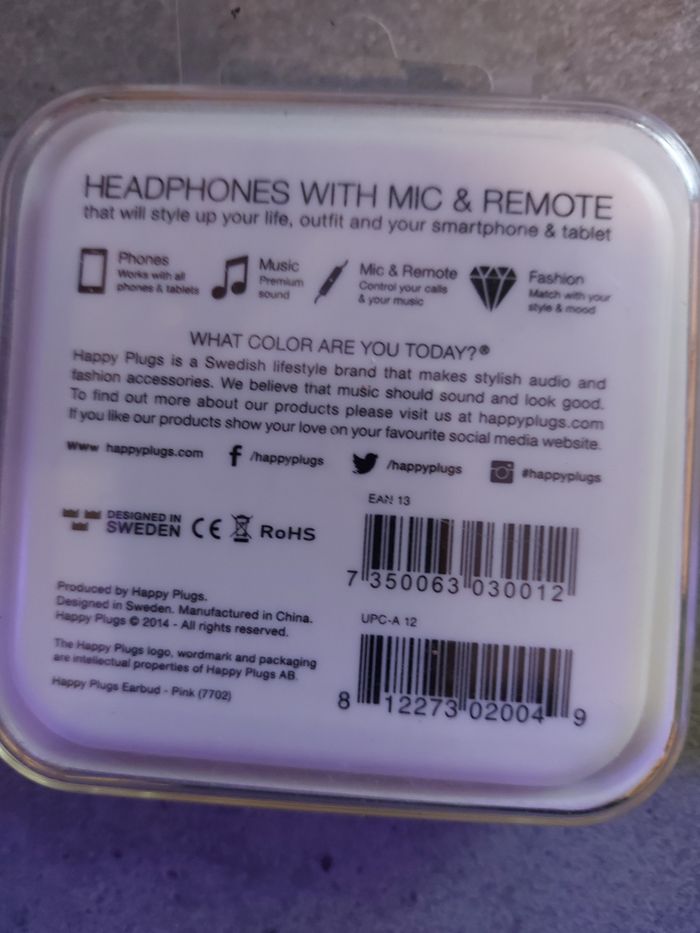 HEADPHONES WITH MIC & REMOTE
that will style up your life, outfit and your smartphone & tablet
Phones
Works with all
phones & tablets
Music
Premium
sound
Mic & Remote
Control your calls
& your music
Fashion
Match with your
style & mood
WHAT COLOR ARE YOU TODAY?®
Happy Plugs is a Swedish lifestyle brand that makes stylish audio and
fashion accessories. We believe that music should sound and look good.
To find out more about our products please visit us at happyplugs.com
If you like our products show your love on your favourite social media website.
www happyplugs.com
/happyplugs
/happyplugs
#happyplugs
DESIGNED IN
SWEDEN CE RoHS
EAN 13
7 350063 030012
Produced by Happy Plugs.
Designed in Sweden. Manufactured in China.
Happy Plugs © 2014 - All rights reserved.
The Happy Plugs logo, wordmark and packaging
are intellectual properties of Happy Plugs AB.
Happy Plugs Earbud - Pink (7702)
UPC-A 12
8 12273 02004 9